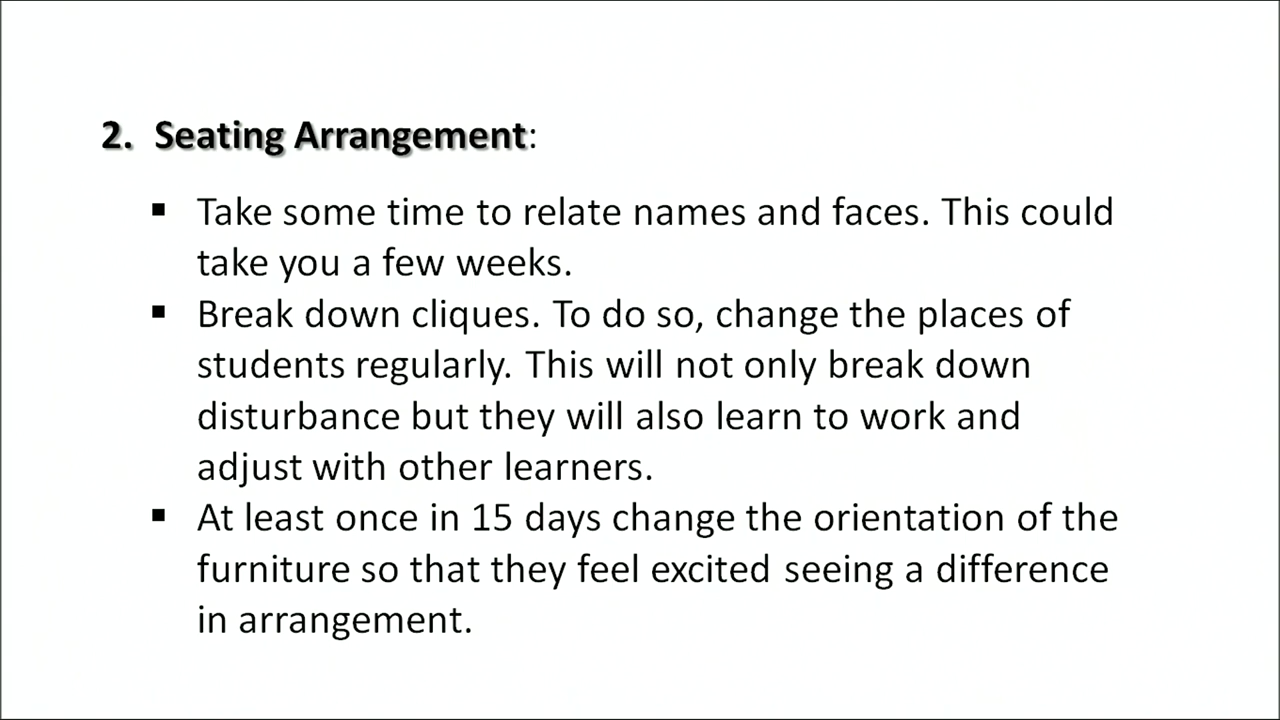 2. Seating Arrangement:
▪ Take some time to relate names and faces. This could
take you a few weeks.
▪ Break down cliques. To do so, change the places of
students regularly. This will not only break down
disturbance but they will also learn to work and
adjust with other learners.
▪ At least once in 15 days change the orientation of the
furniture so that they feel excited seeing a difference
in arrangement.